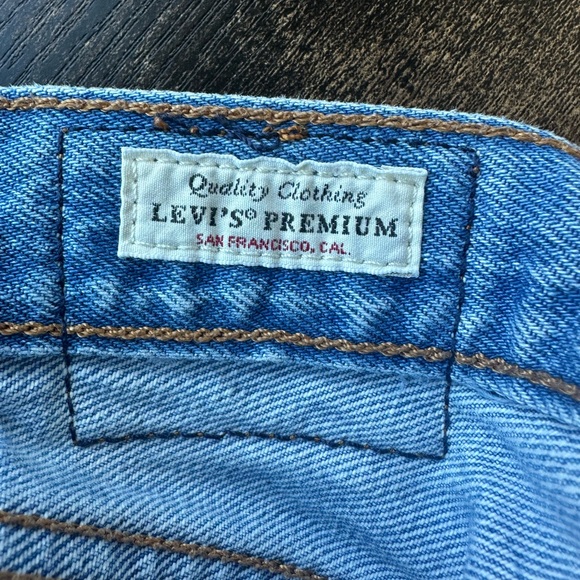 Quality Clothing
LEVI'S® PREMIUM
SAN FRANCISCO, CAL.